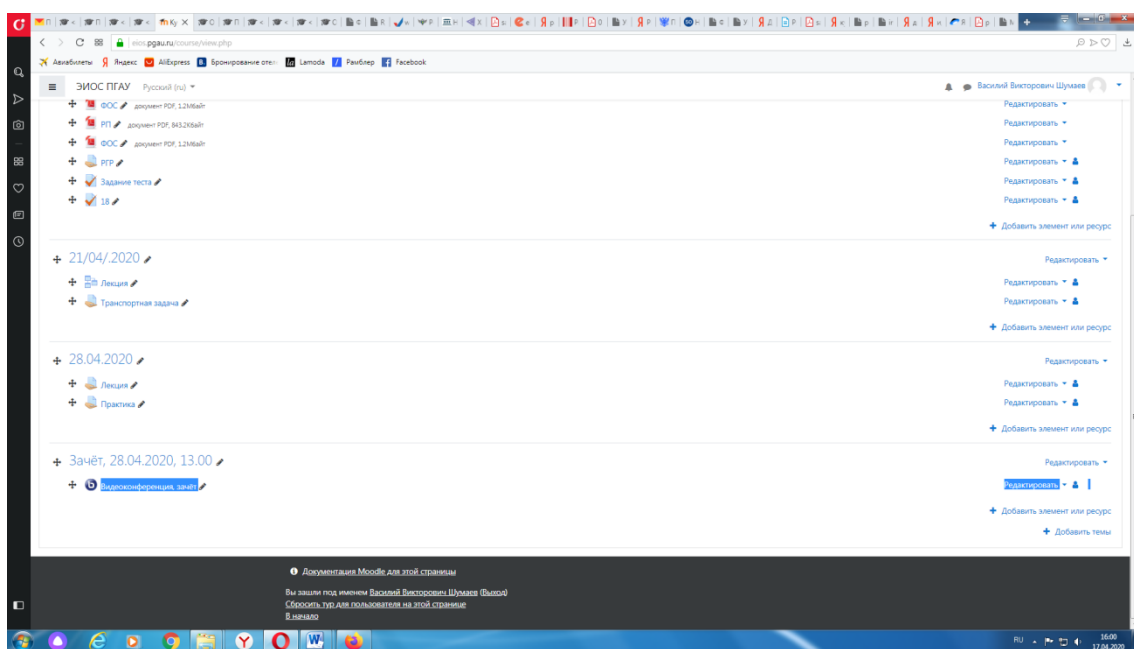 eios.pgau.ru/course/view.php
Авиабилеты Яндекс AliExpress Бронирование отел Lamoda Рамблер Facebook
ЭИОС ПГАУ Русский (ru) Василий Викторович Шумаев
ФОС документ PDF, 1.2Мбайт Редактировать
РП документ PDF, 843.2Кбайт Редактировать
ФОС документ PDF, 1.2Мбайт Редактировать
РГР Редактировать
Задание теста Редактировать
18 Редактировать
Добавить элемент или ресурс
21/04/.2020 Редактировать
Лекция Редактировать
Транспортная задача Редактировать
Добавить элемент или ресурс
28.04.2020 Редактировать
Лекция Редактировать
Практика Редактировать
Добавить элемент или ресурс
Зачёт, 28.04.2020, 13.00 Редактировать
Видеоконференция, зачёт Редактировать
Добавить элемент или ресурс
Добавить темы
Документация Moodle для этой страницы
Вы зашли под именем Василий Викторович Шумаев (Выход)
Сбросить тур для пользователя на этой странице
В начало
RU 16:00
17.04.2020